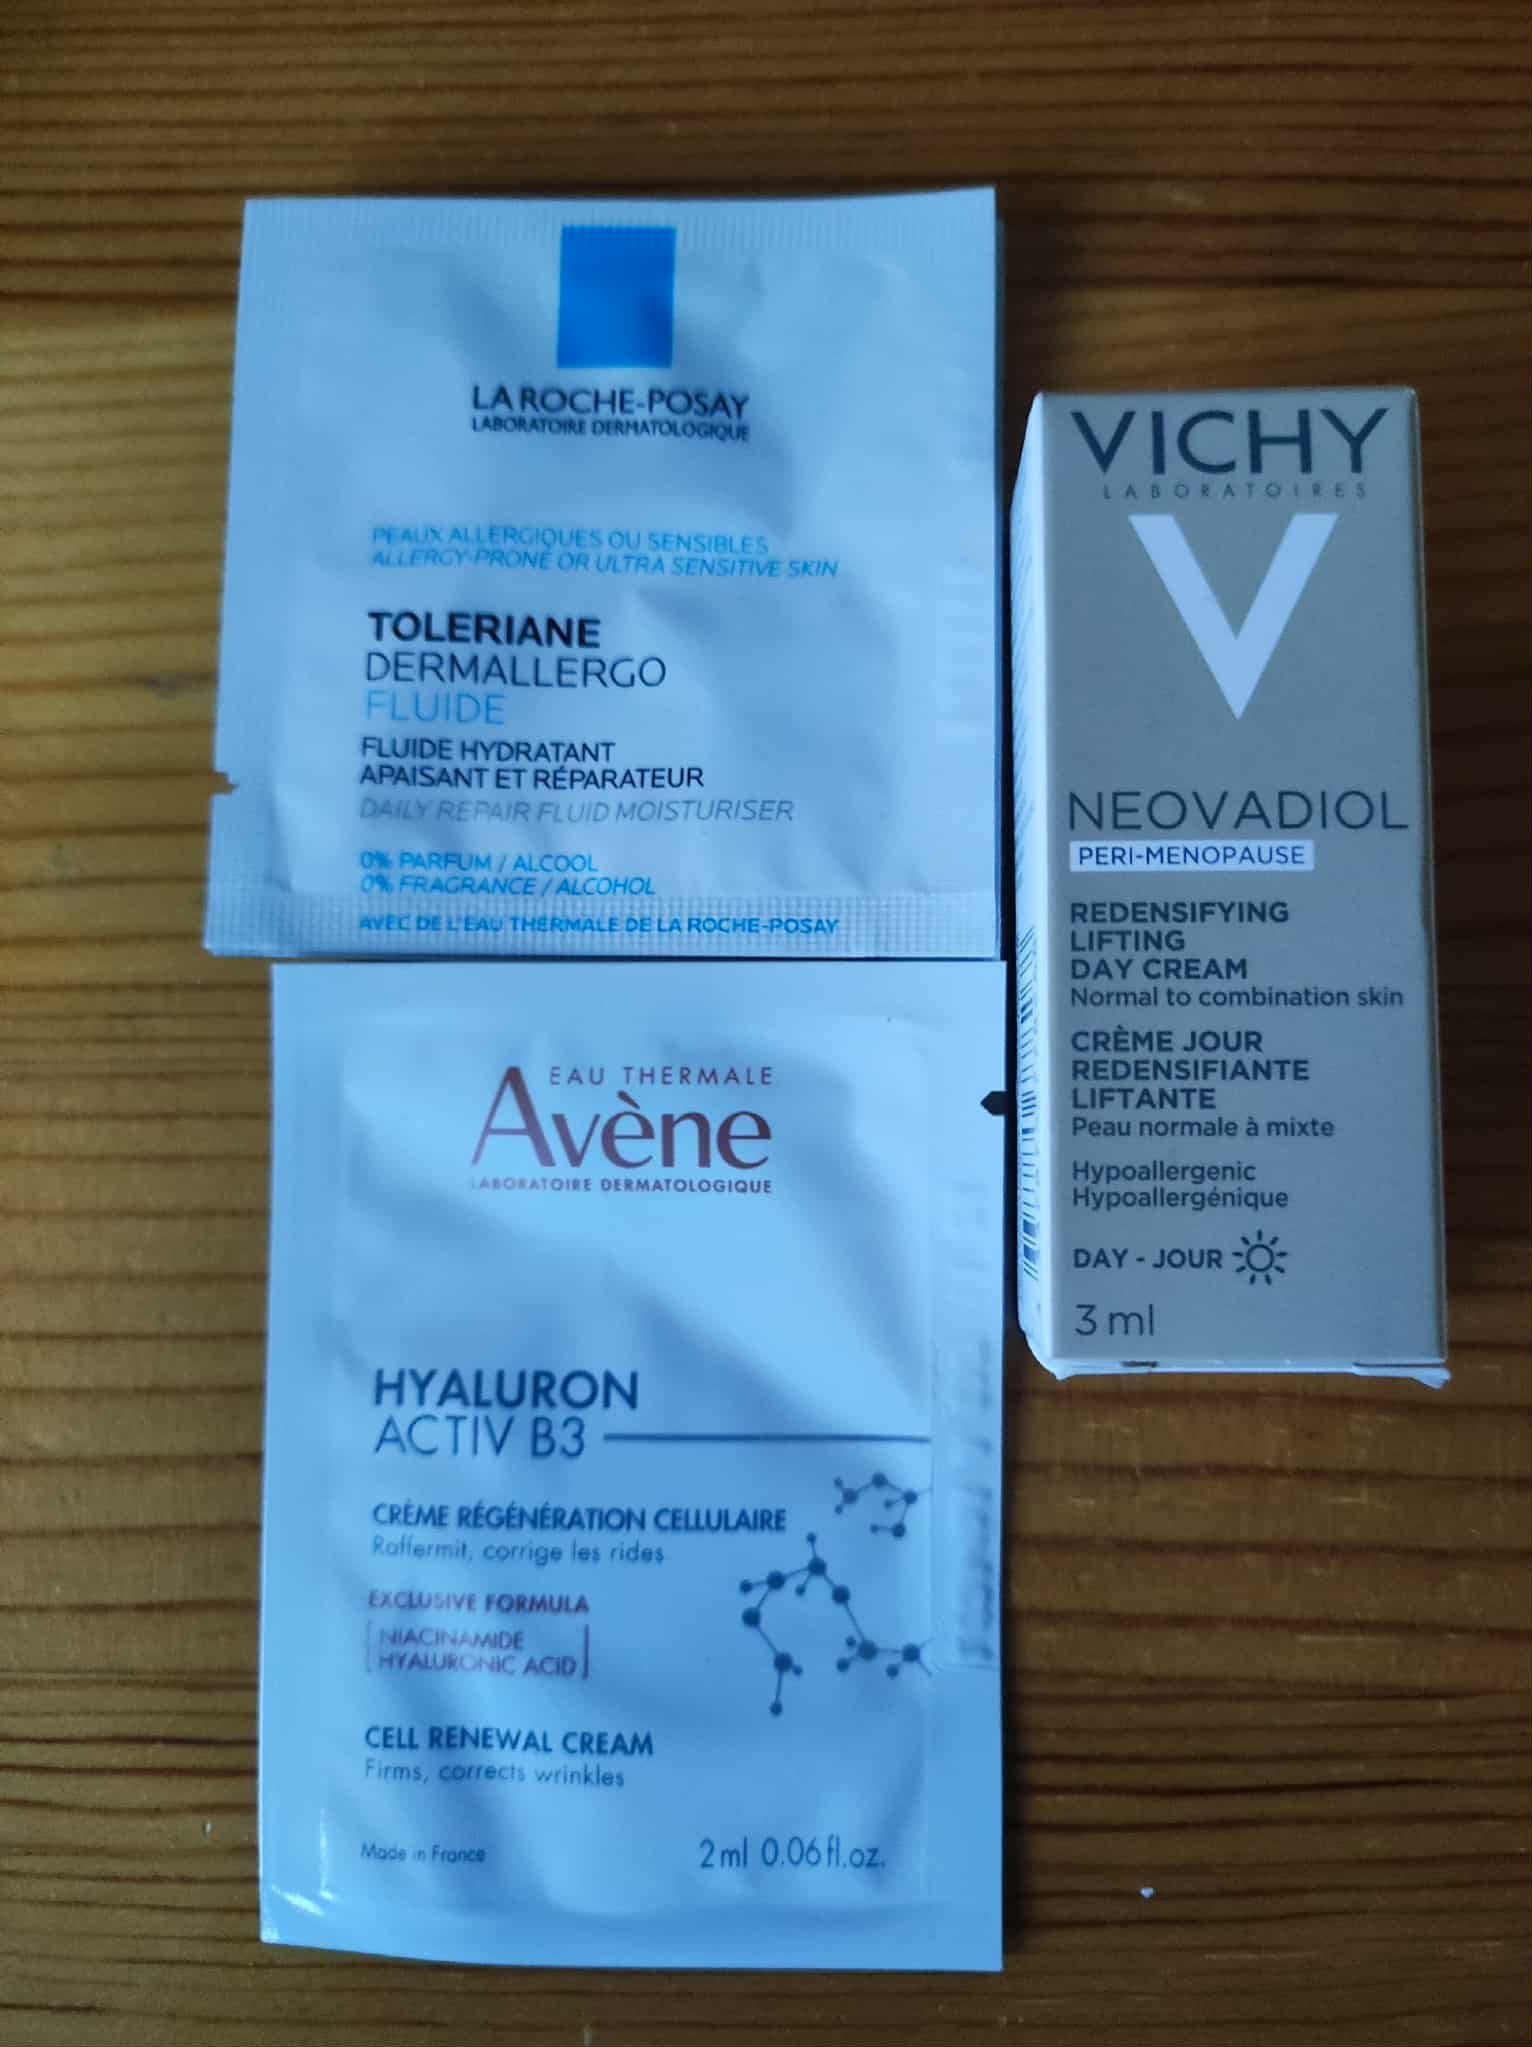 LA ROCHE-POSAY
LABORATOIRE DERMATOLOGIQUE
PEAUX ALLERGIQUES OU SENSIBLES
ALLERGY-PRONE OR ULTRA SENSITIVE SKIN
TOLERIANE
DERMALLERGO
FLUIDE
FLUIDE HYDRATANT
APAISANT ET RÉPARATEUR
DAILY REPAIR FLUID MOISTURISER
0% PARFUM / ALCOOL
0% FRAGRANCE / ALCOHOL
AVEC DE L'EAU THERMALE DE LA ROCHE-POSAY
VICHY
LABORATOIRES
V
NEOVADIOL
PERI-MENOPAUSE
REDENSIFYING
LIFTING
DAY CREAM
Normal to combination skin
CRÈME JOUR
REDENSIFIANTE
LIFTANTE
Peau normale à mixte
Hypoallergenic
Hypoallergénique
DAY - JOUR
3 ml
EAU THERMALE
Avène
LABORATOIRE DERMATOLOGIQUE
HYALURON
ACTIV B3
CRÈME RÉGÉNÉRATION CELLULAIRE
Raffermit, corrige les rides
EXCLUSIVE FORMULA
NIACINAMIDE
HYALURONIC ACID
CELL RENEWAL CREAM
Firms, corrects wrinkles
Made in France
2 ml 0.06 fl.oz.